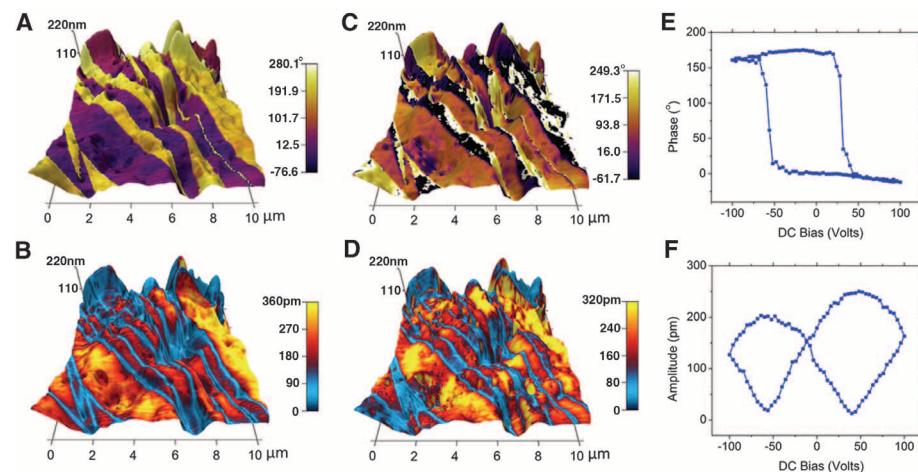 A
220nm
110
280.1°
191.9
101.7
12.5
-76.6
0 2 4 6 8 10 μm
B
220nm
110
360pm
270
180
90
0
0 2 4 6 8 10 μm
C
220nm
110
249.3°
171.5
93.8
16.0
-61.7
0 2 4 6 8 10 μm
D
220nm
110
320pm
240
160
80
0
0 2 4 6 8 10 μm
E
200
150
100
50
0
Phase (°)
-100 -50 0 50 100
DC Bias (Volts)
F
300
200
100
0
Amplitude (pm)
-100 -50 0 50 100
DC Bias (Volts)